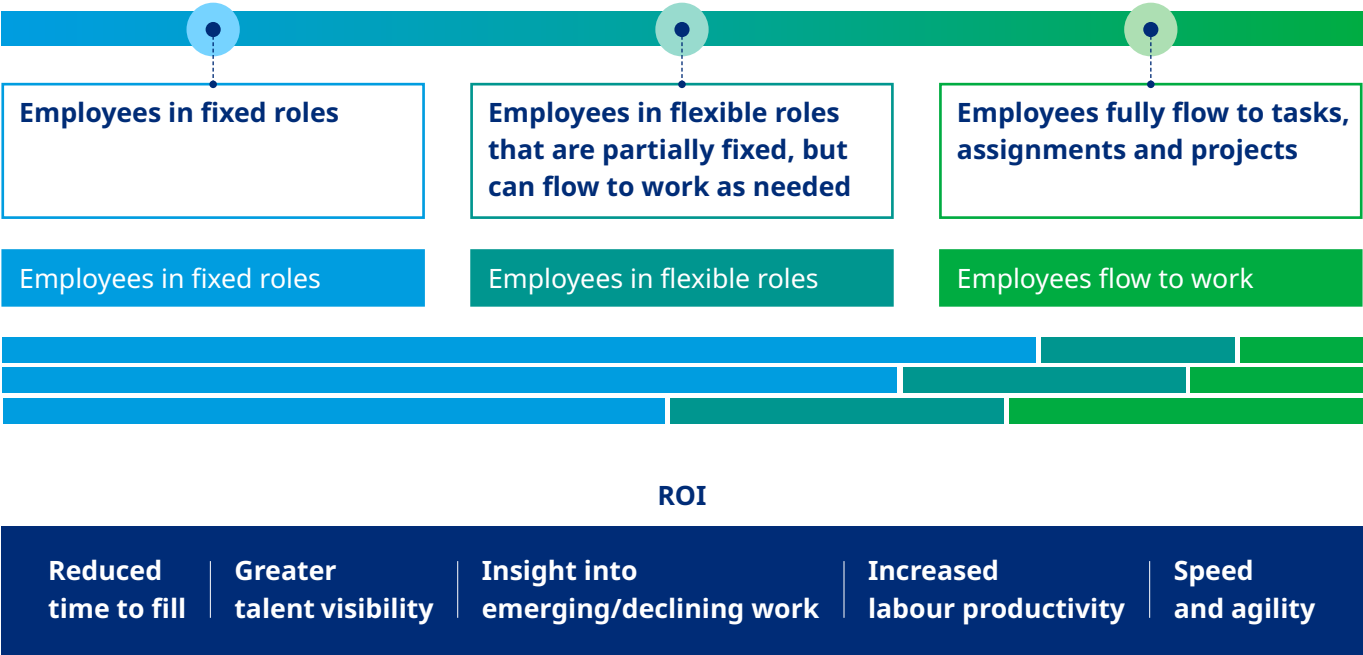 Employees in fixed roles
Employees in flexible roles
that are partially fixed, but
can flow to work as needed
Employees fully flow to tasks,
assignments and projects
Employees in fixed roles
Employees in flexible roles
Employees flow to work
ROI
Reduced
time to fill
Greater
talent visibility
Insight into
emerging/declining work
Increased
labour productivity
Speed
and agility